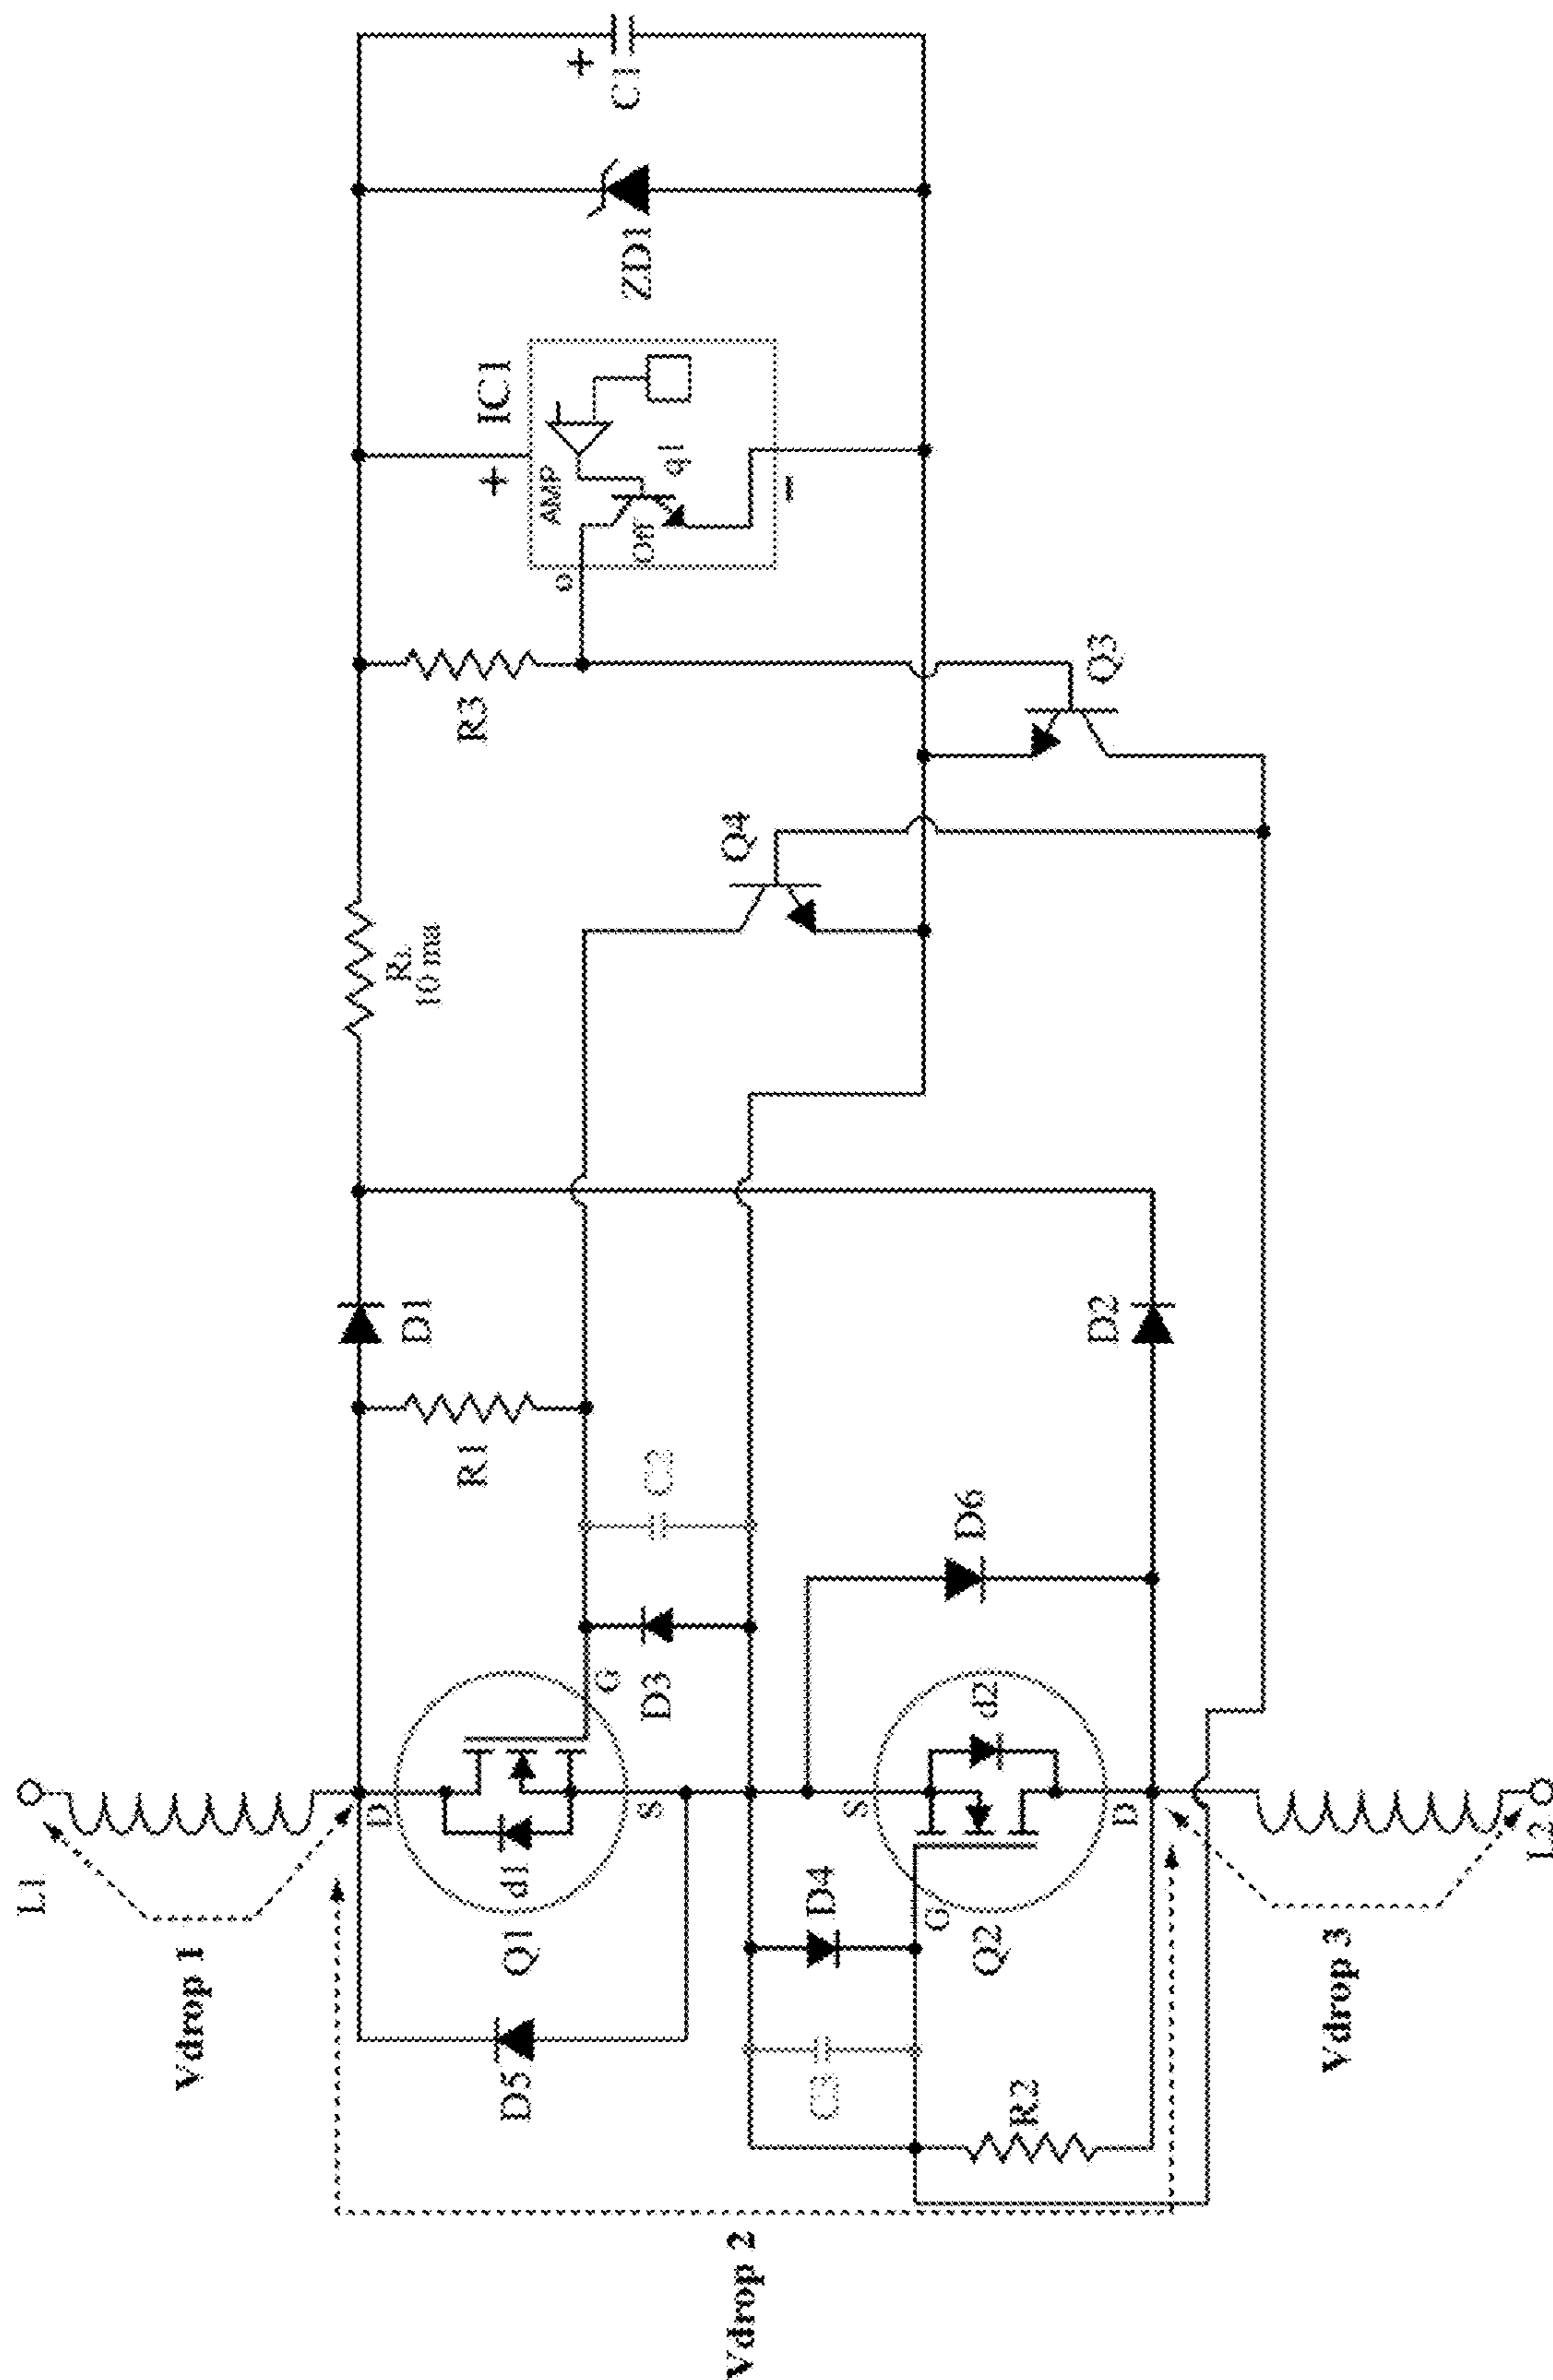 L1
Vdrop 1
D
d1
Q1
D5
S
G
D3
C2
R1
D1
Vdrop 2
S
d2
D6
D4
G
Q2
C3
R2
D
D2
Vdrop 3
L2
10 ma
Q4
R3
Q3
o
IC1
+
AMP
Off
q1
-
ZD1
+
C1